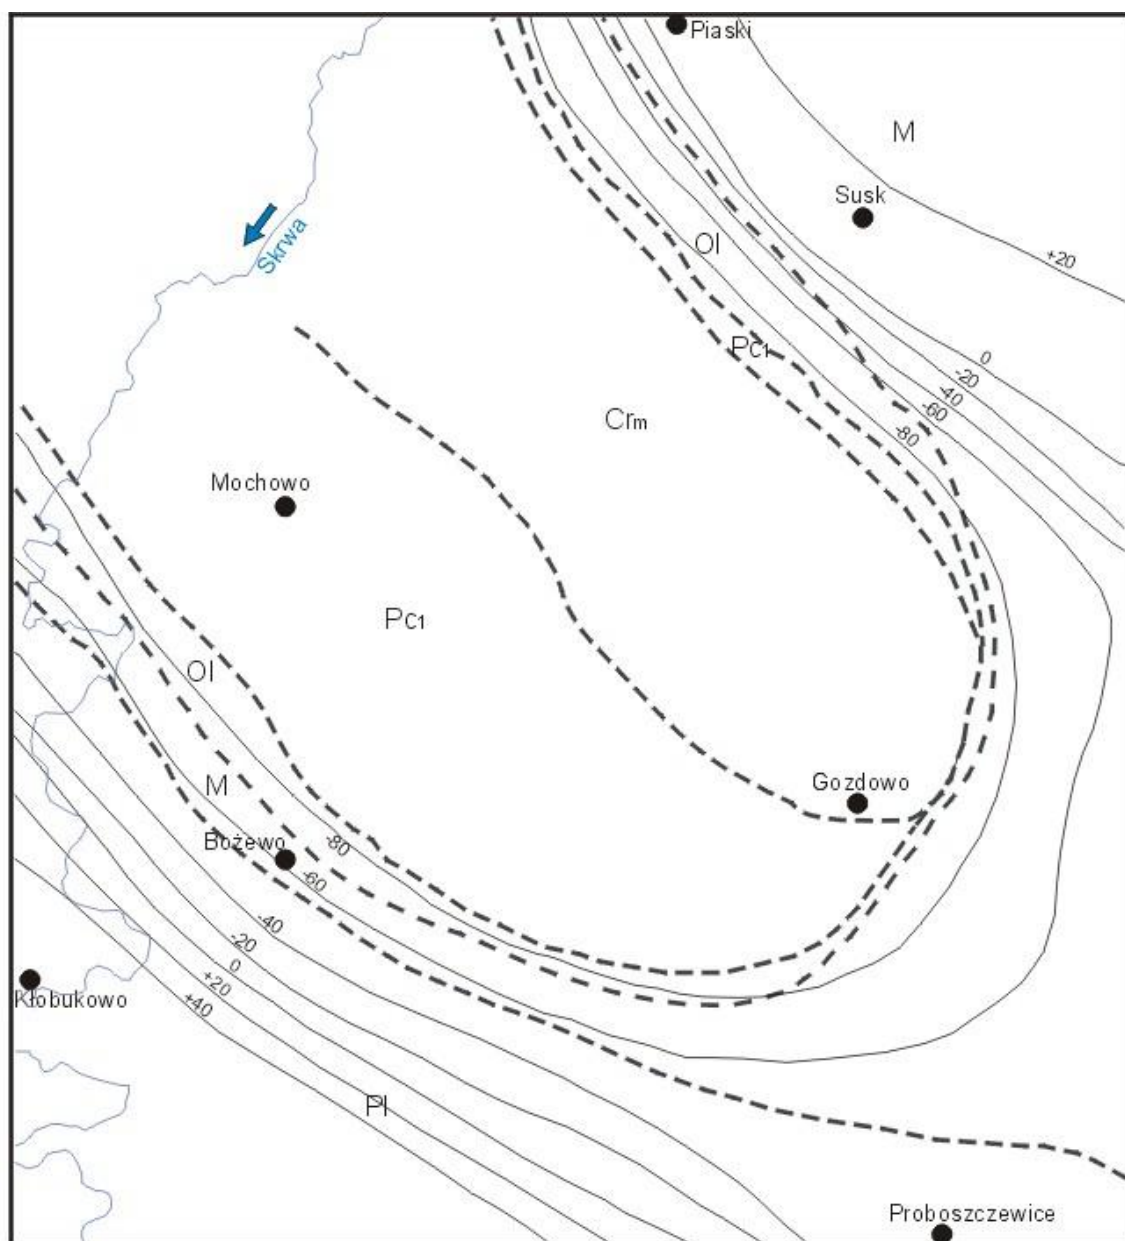 Piaski
M
Susk
Skrwa
Ol
+20
Pc1
0
-20
-40
-60
-80
Crm
Mochowo
Pc1
Ol
M
Gozdowo
Bożewo
-80
-60
-40
-20
0
+20
+40
Kłobukowo
Pl
Proboszczewice